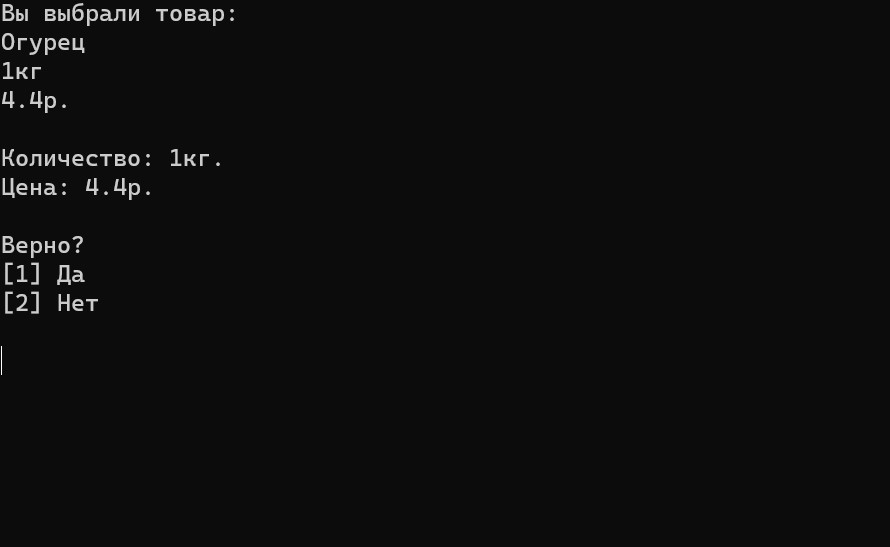 Вы выбрали товар:
Огурец
1кг
4.4р.
Количество: 1кг.
Цена: 4.4р.
Верно?
[1] Да
[2] Нет